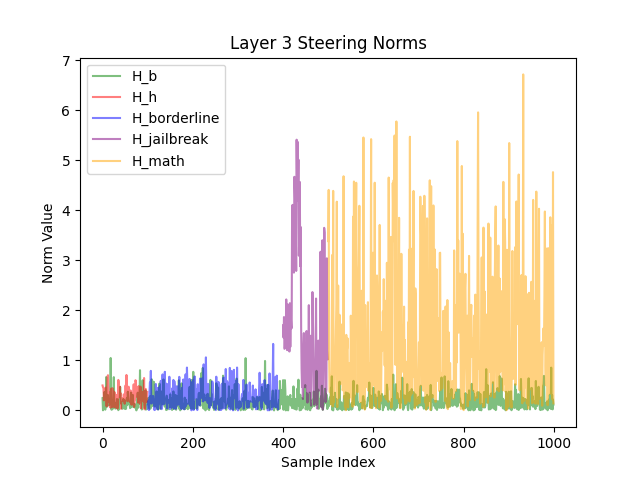 Layer 3 Steering Norms
7
6
5
4
3
2
1
0
Norm Value
H_b
H_h
H_borderline
H_jailbreak
H_math
0 200 400 600 800 1000
Sample Index